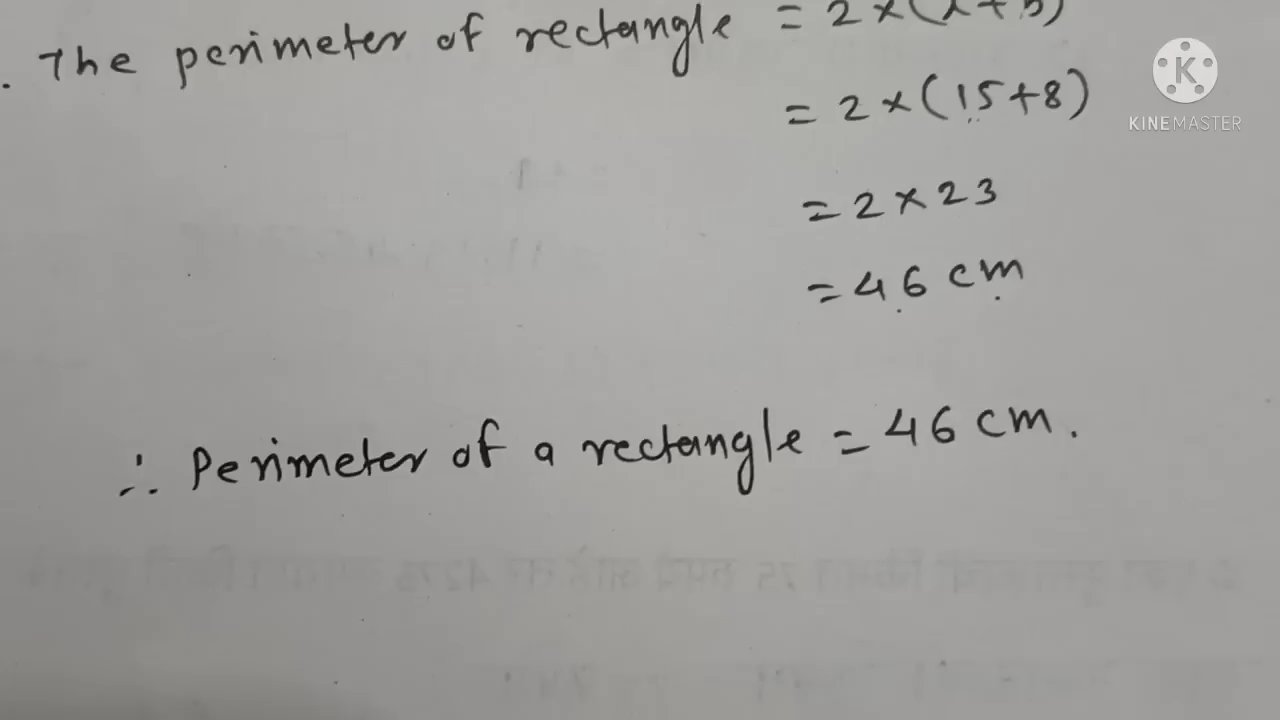 The perimeter of rectangle = 2 × (l + b)
= 2 × (15 + 8)
= 2 × 23
= 46 cm
∴ Perimeter of a rectangle = 46 cm.
KINEMASTER